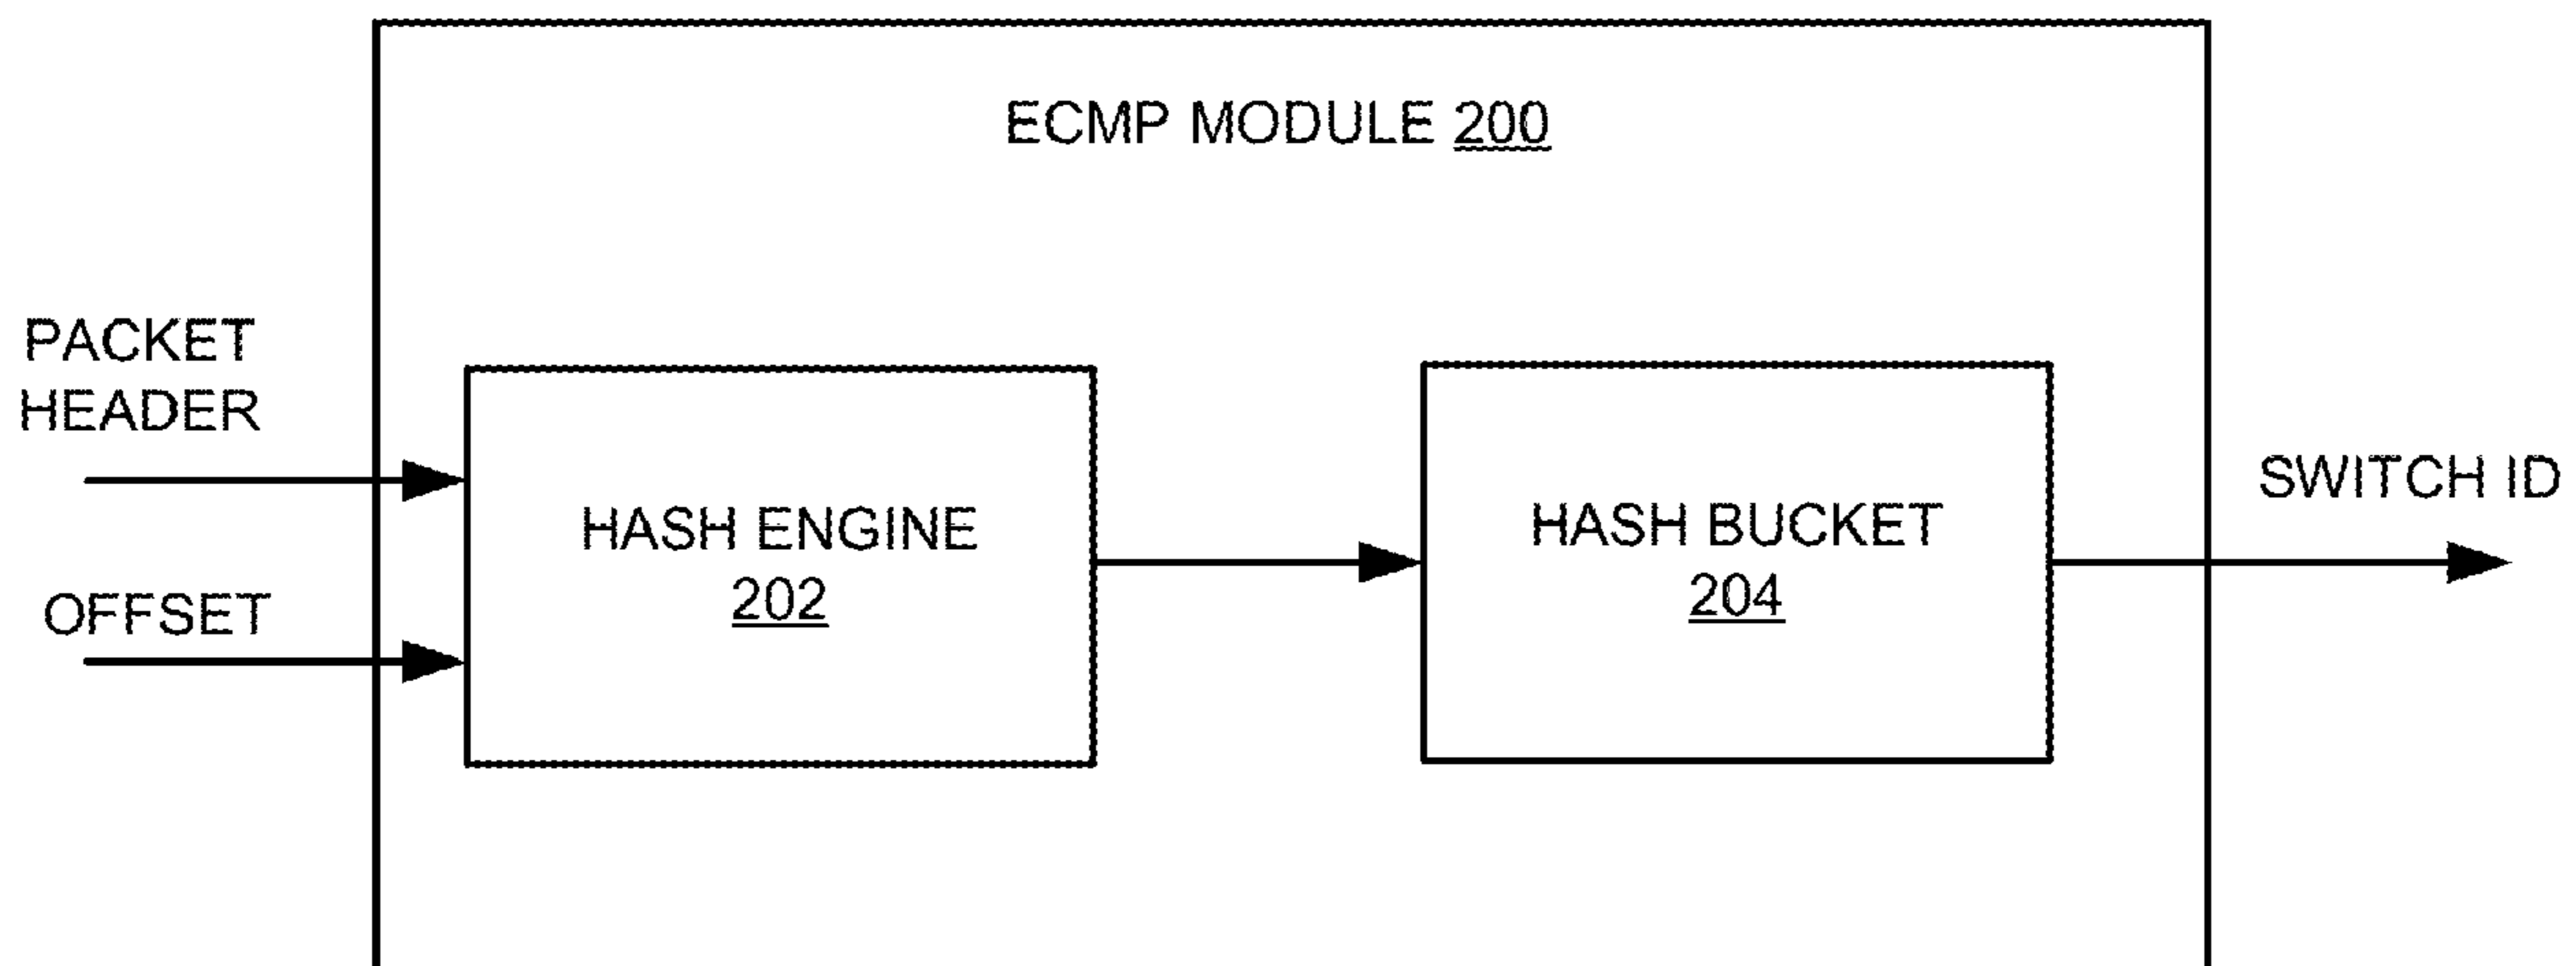 ECMP MODULE 200
PACKET
HEADER
OFFSET
HASH ENGINE
202
HASH BUCKET
204
SWITCH ID